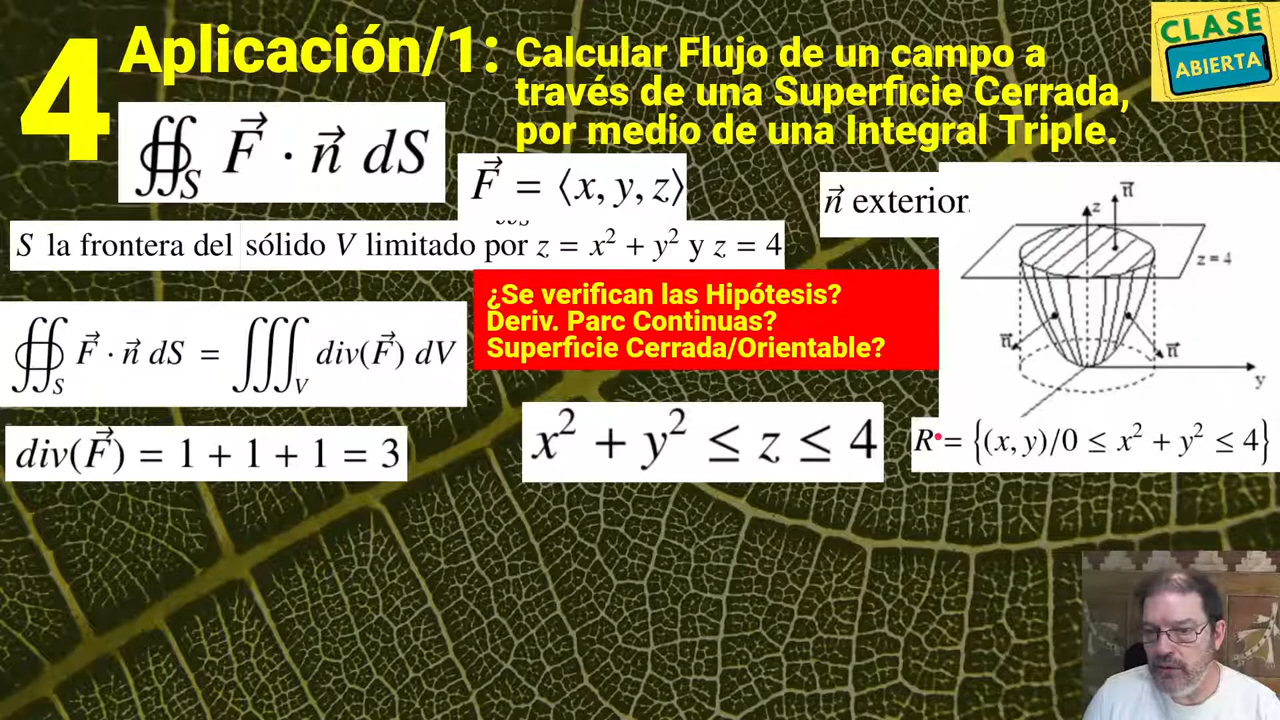 4
Aplicación/1:
Calcular Flujo de un campo a
través de una Superficie Cerrada,
por medio de una Integral Triple.
CLASE
ABIERTA
∯_S F⃗ · n⃗ dS
F⃗ = ⟨x, y, z⟩
n⃗ exterior.
S la frontera del sólido V limitado por z = x² + y² y z = 4
¿Se verifican las Hipótesis?
Deriv. Parc Continuas?
Superficie Cerrada/Orientable?
z
n⃗
z = 4
n⃗
n⃗
y
∯_S F⃗ · n⃗ dS = ∭_V div(F⃗) dV
div(F⃗) = 1 + 1 + 1 = 3
x² + y² ≤ z ≤ 4
R = {(x, y)/0 ≤ x² + y² ≤ 4}